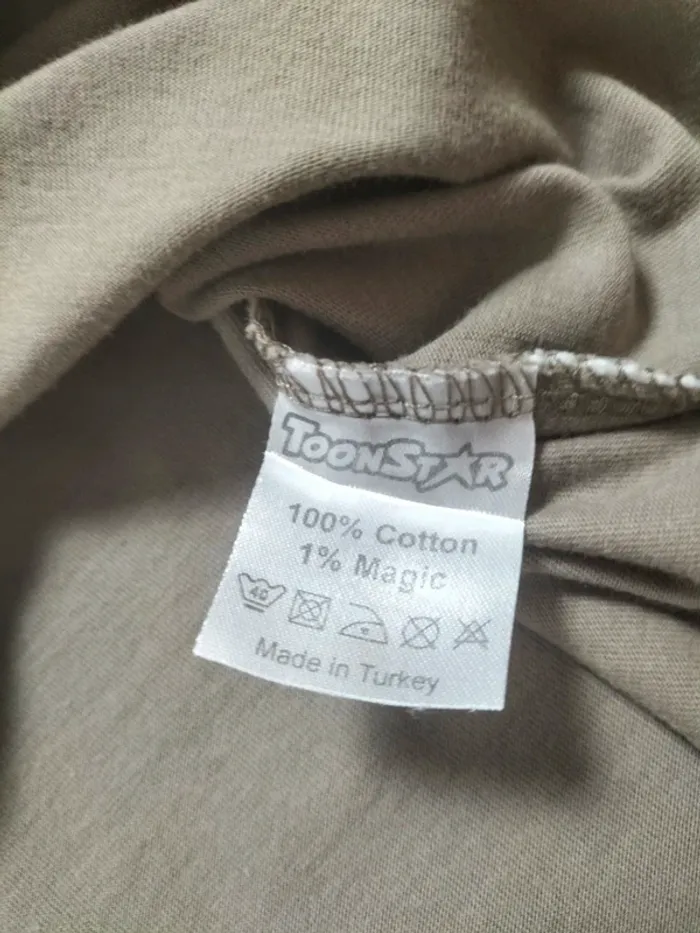 TOONSTAR
100% Cotton
1% Magic
40
Made in Turkey